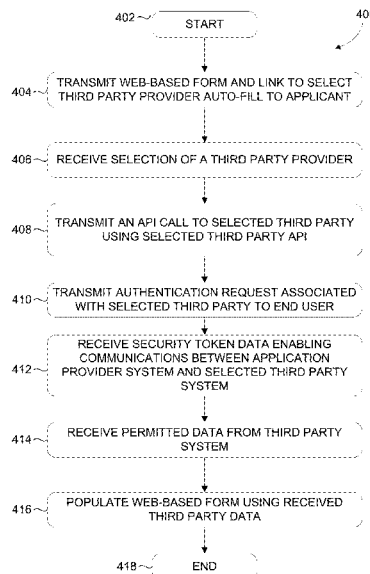 402
START
40
404
TRANSMIT WEB-BASED FORM AND LINK TO SELECT
THIRD PARTY PROVIDER AUTO-FILL TO APPLICANT
406
RECEIVE SELECTION OF A THIRD PARTY PROVIDER
408
TRANSMIT AN API CALL TO SELECTED THIRD PARTY
USING SELECTED THIRD PARTY API
410
TRANSMIT AUTHENTICATION REQUEST ASSOCIATED
WITH SELECTED THIRD PARTY TO END USER
412
RECEIVE SECURITY TOKEN DATA ENABLING
COMMUNICATIONS BETWEEN APPLICATION
PROVIDER SYSTEM AND SELECTED THIRD PARTY
SYSTEM
414
RECEIVE PERMITTED DATA FROM THIRD PARTY
SYSTEM
416
POPULATE WEB-BASED FORM USING RECEIVED
THIRD PARTY DATA
418
END